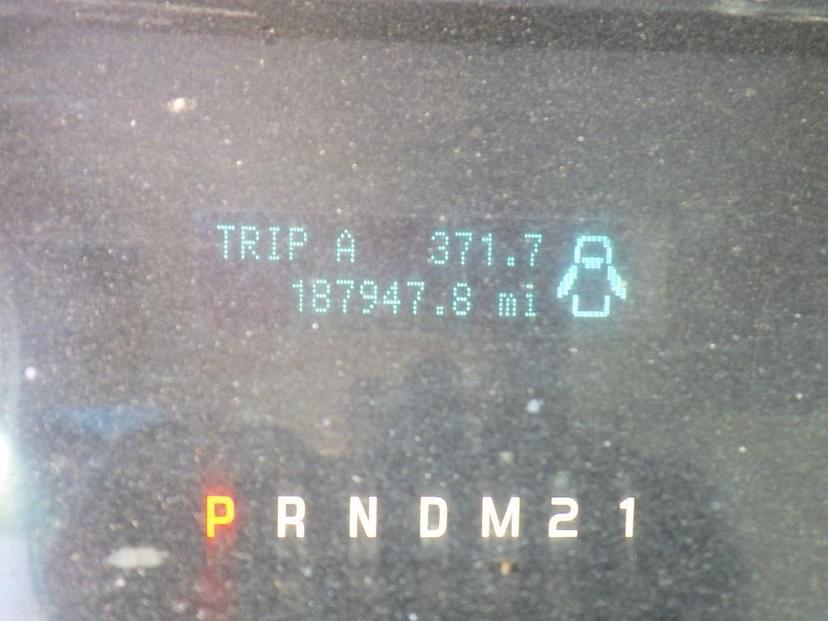 TRIP A 371.7
187947.8 mi
P R N D M 2 1